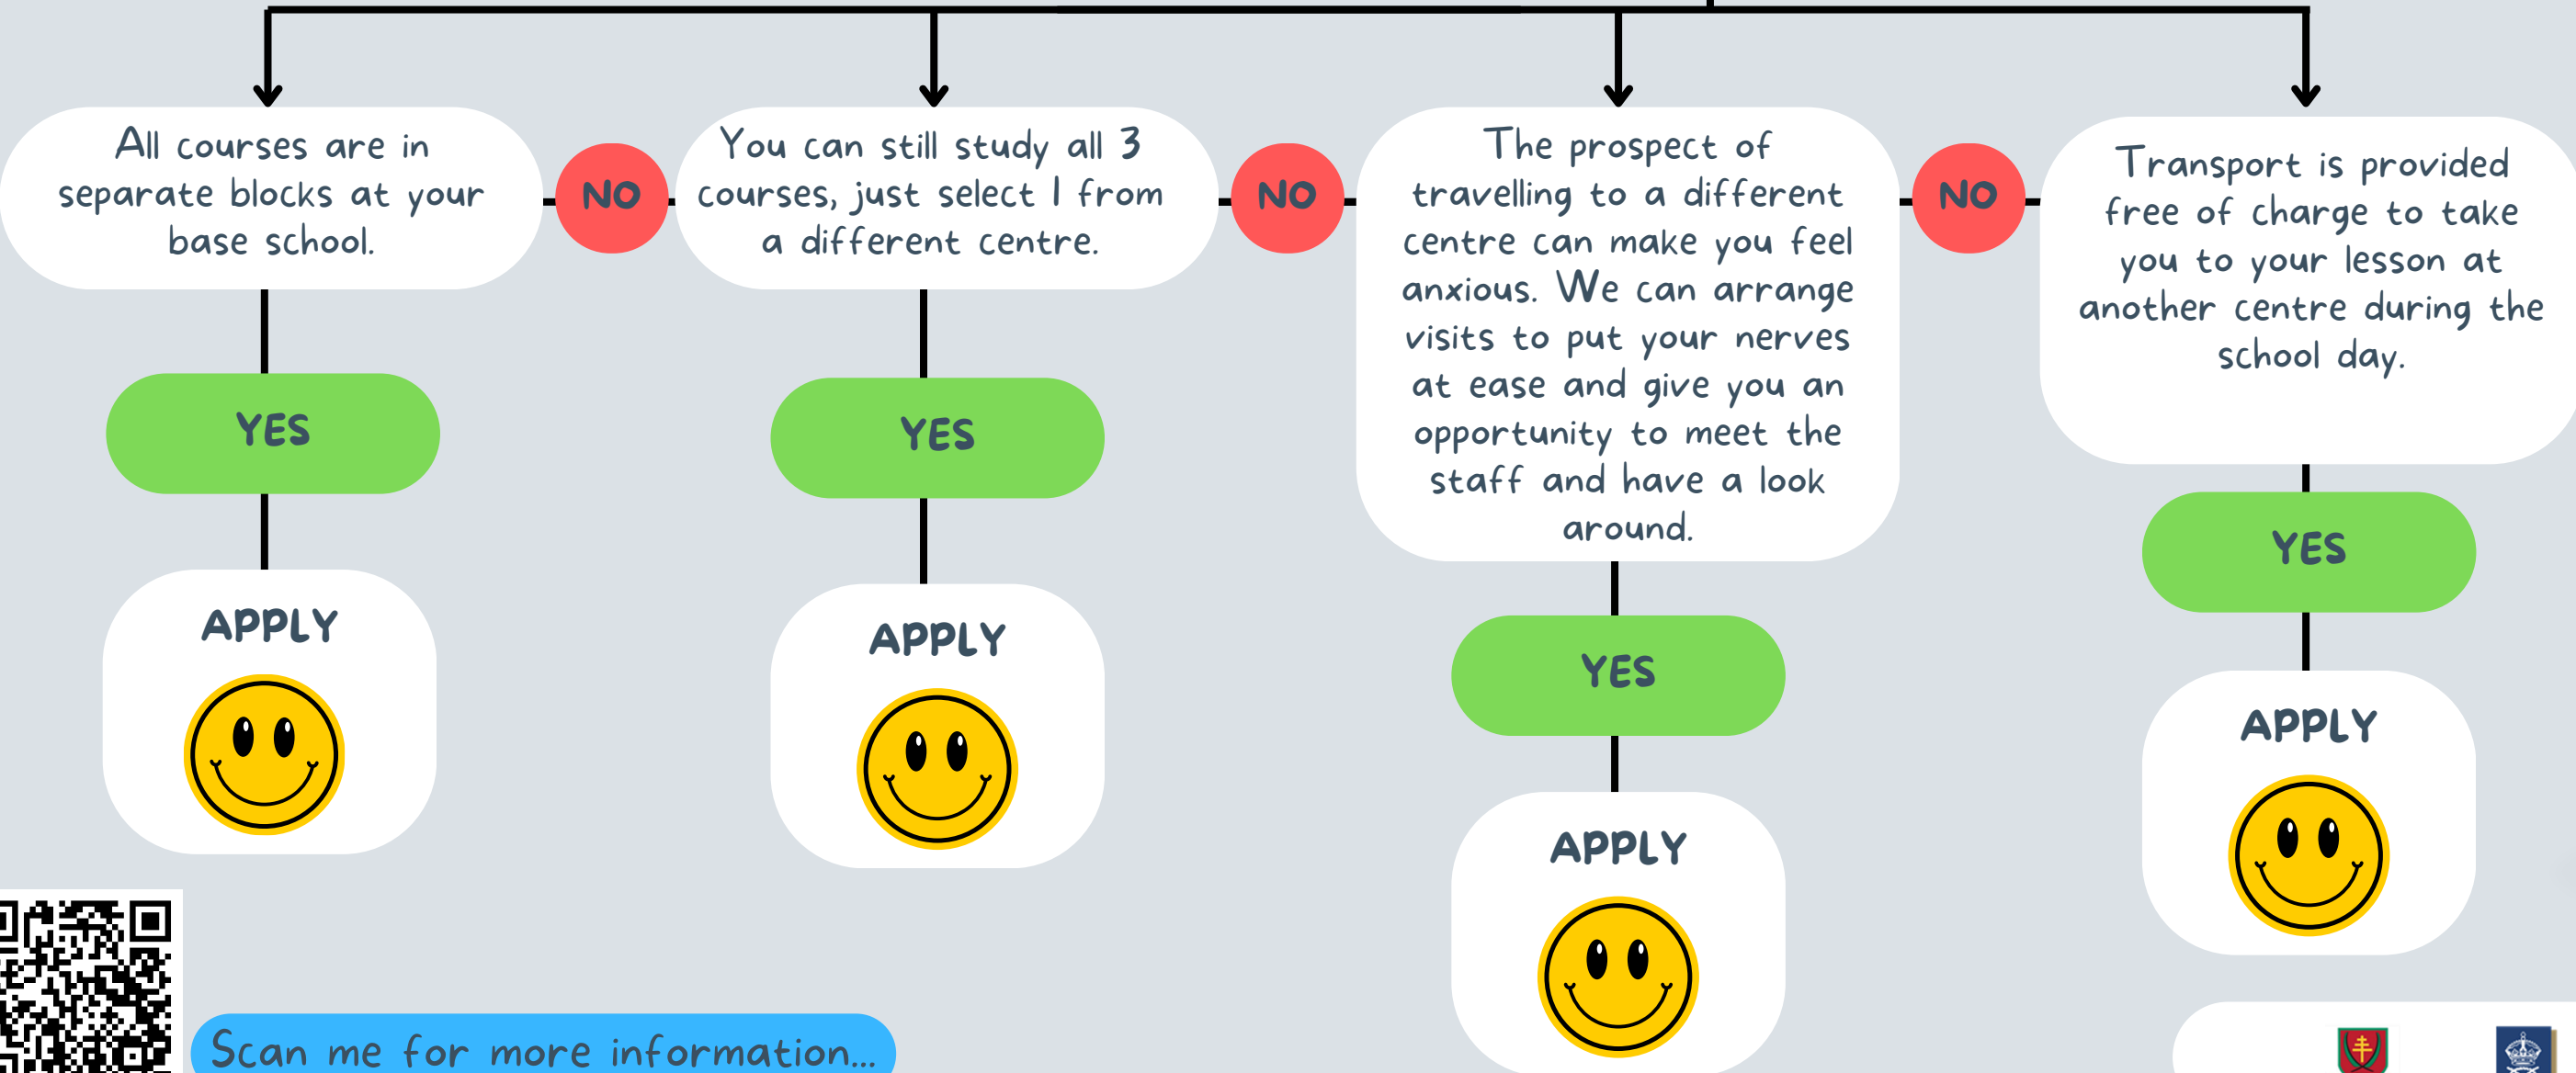 All courses are in
separate blocks at your
base school.
NO
You can still study all 3
courses, just select 1 from
a different centre.
NO
The prospect of
travelling to a different
centre can make you feel
anxious. We can arrange
visits to put your nerves
at ease and give you an
opportunity to meet the
staff and have a look
around.
NO
Transport is provided
free of charge to take
you to your lesson at
another centre during the
school day.
YES
YES
YES
YES
APPLY
APPLY
APPLY
APPLY
Scan me for more information...